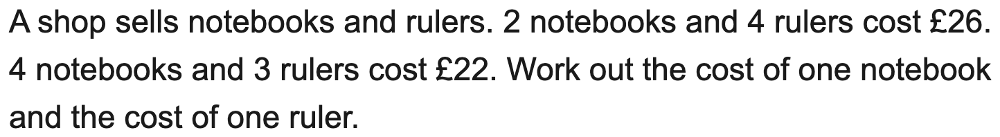 A shop sells notebooks and rulers. 2 notebooks and 4 rulers cost £26.
4 notebooks and 3 rulers cost £22. Work out the cost of one notebook
and the cost of one ruler.